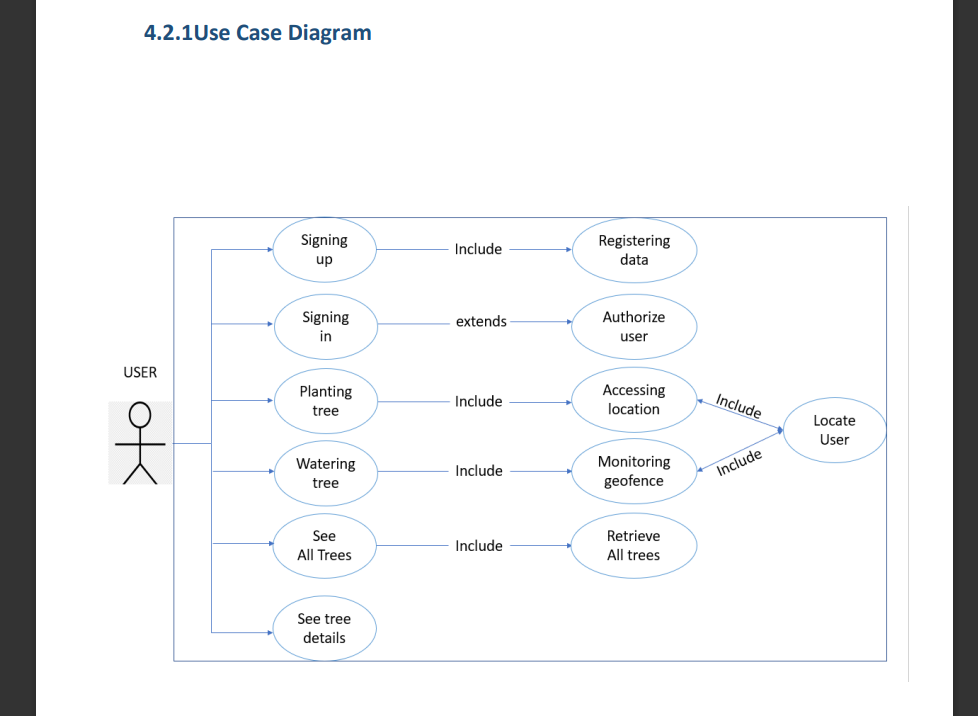 4.2.1Use Case Diagram
Signing
up
Include
Registering
data
Signing
in
extends
Authorize
user
USER
Planting
tree
Include
Accessing
location
Include
Locate
User
Watering
tree
Include
Monitoring
geofence
Include
See
All Trees
Include
Retrieve
All trees
See tree
details